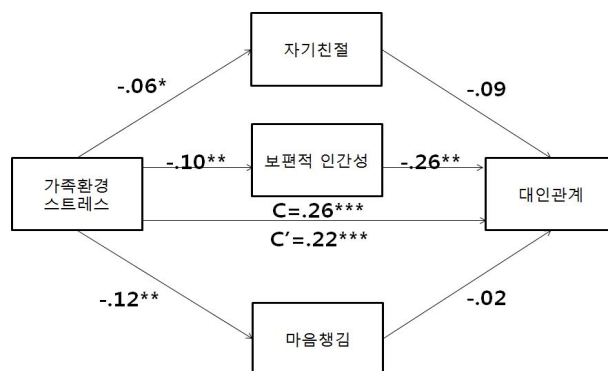 자기친절
-.06*
-.09
보편적 인간성
-.10**
-.26**
가족환경
스트레스
대인관계
C=.26***
C′=.22***
-.12**
-.02
마음챙김